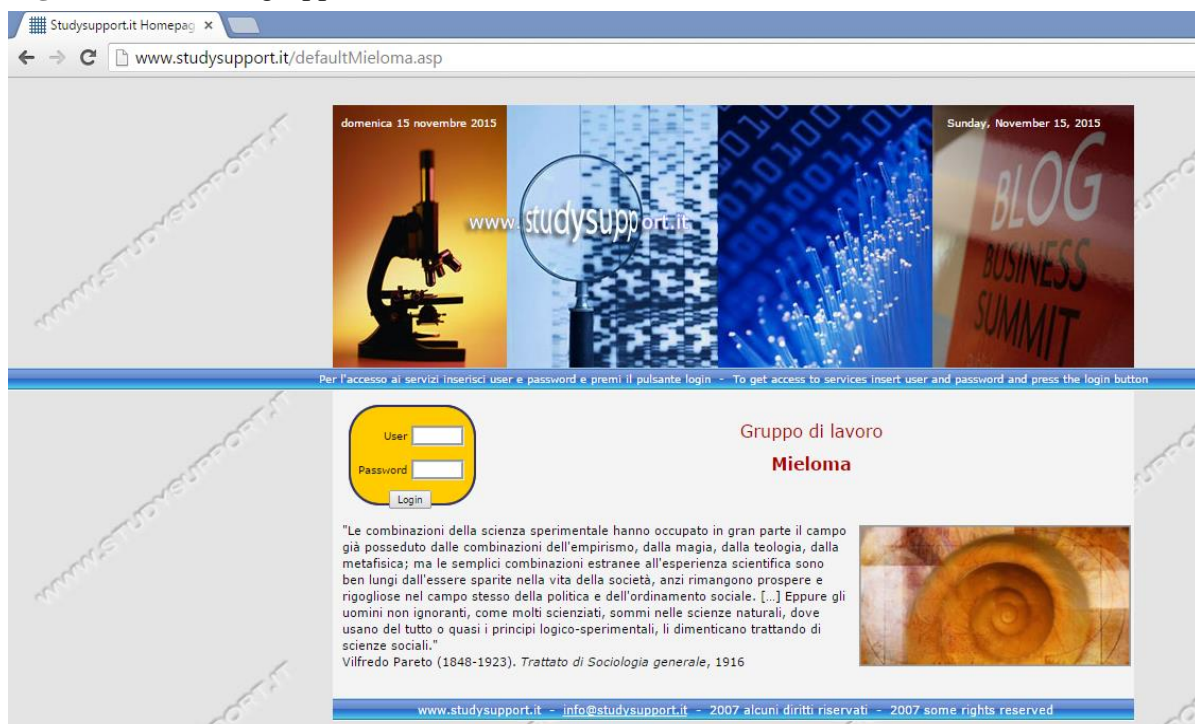 Studysupport.it Homepag
www.studysupport.it/defaultMieloma.asp
WWW.STUDYSUPPORT.IT
domenica 15 novembre 2015
Sunday, November 15, 2015
www.studysupport.it
BLOG
BUSINESS
SUMMIT
Per l'accesso ai servizi inserisci user e password e premi il pulsante login - To get access to services insert user and password and press the login button
WWW.STUDYSUPPORT.IT
User
Password
Login
Gruppo di lavoro
Mieloma
"Le combinazioni della scienza sperimentale hanno occupato in gran parte il campo
già posseduto dalle combinazioni dell'empirismo, dalla magia, dalla teologia, dalla
metafisica; ma le semplici combinazioni estranee all'esperienza scientifica sono
ben lungi dall'essere sparite nella vita della società, anzi rimangono prospere e
rigogliose nel campo stesso della politica e dell'ordinamento sociale. [...] Eppure gli
uomini non ignoranti, come molti scienziati, sommi nelle scienze naturali, dove
usano del tutto o quasi i principi logico-sperimentali, li dimenticano trattando di
scienze sociali."
Vilfredo Pareto (1848-1923). Trattato di Sociologia generale, 1916
www.studysupport.it - info@studysupport.it - 2007 alcuni diritti riservati - 2007 some rights reserved